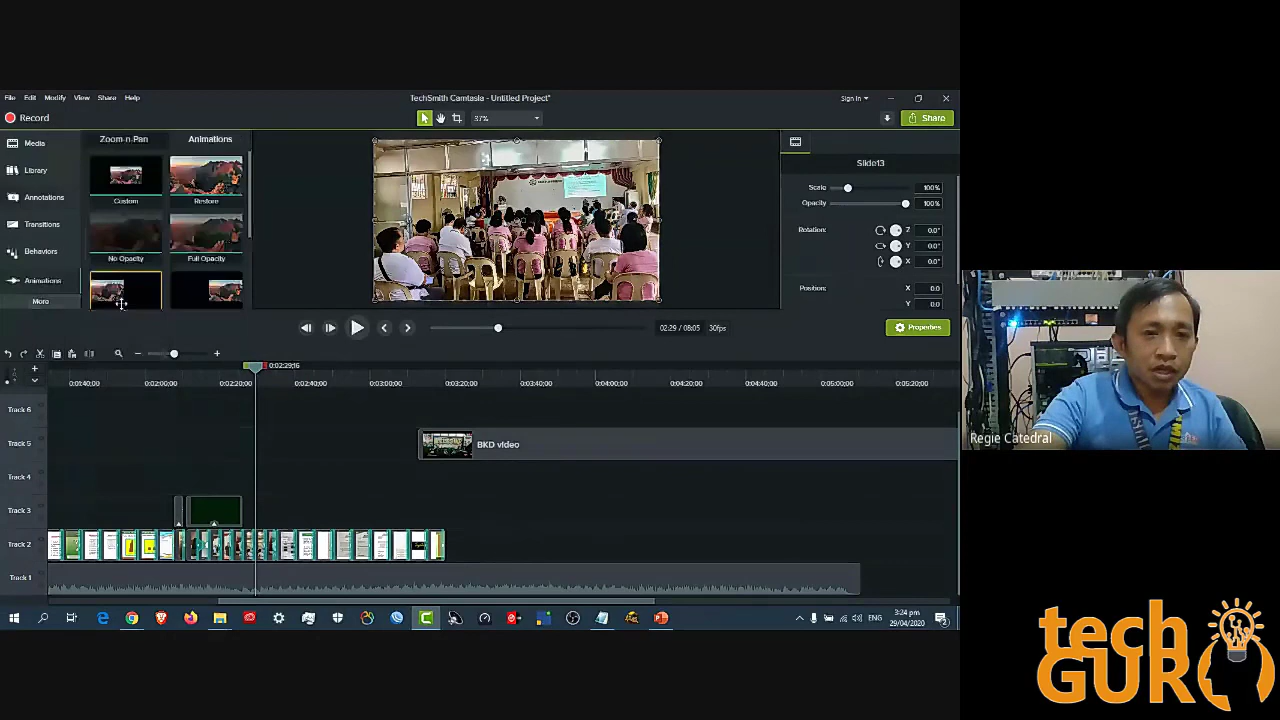 TechSmith Camtasia - Untitled Project*
File Edit Modify View Share Help
Sign In
Record
37%
Share
Media
Library
Annotations
Transitions
Behaviors
Animations
More
Zoom-n-Pan Animations
Custom
Restore
No Opacity
Full Opacity
Slide13
Scale 100%
Opacity 100%
Rotation: Z 0.0°
Y 0.0°
X 0.0°
Position: X 0.0
Y 0.0
02:29 / 08:05 30fps
Properties
0:02:29;16
0:01:40;00 0:02:00;00 0:02:20;00 0:02:40;00 0:03:00;00 0:03:20;00 0:03:40;00 0:04:00;00 0:04:20;00 0:04:40;00 0:05:00;00 0:05:20;00
Track 6
Track 5
BKD video
Track 4
Track 3
Track 2
Track 1
ENG
3:24 pm
29/04/2020
Regie Catedral
tech
GURO